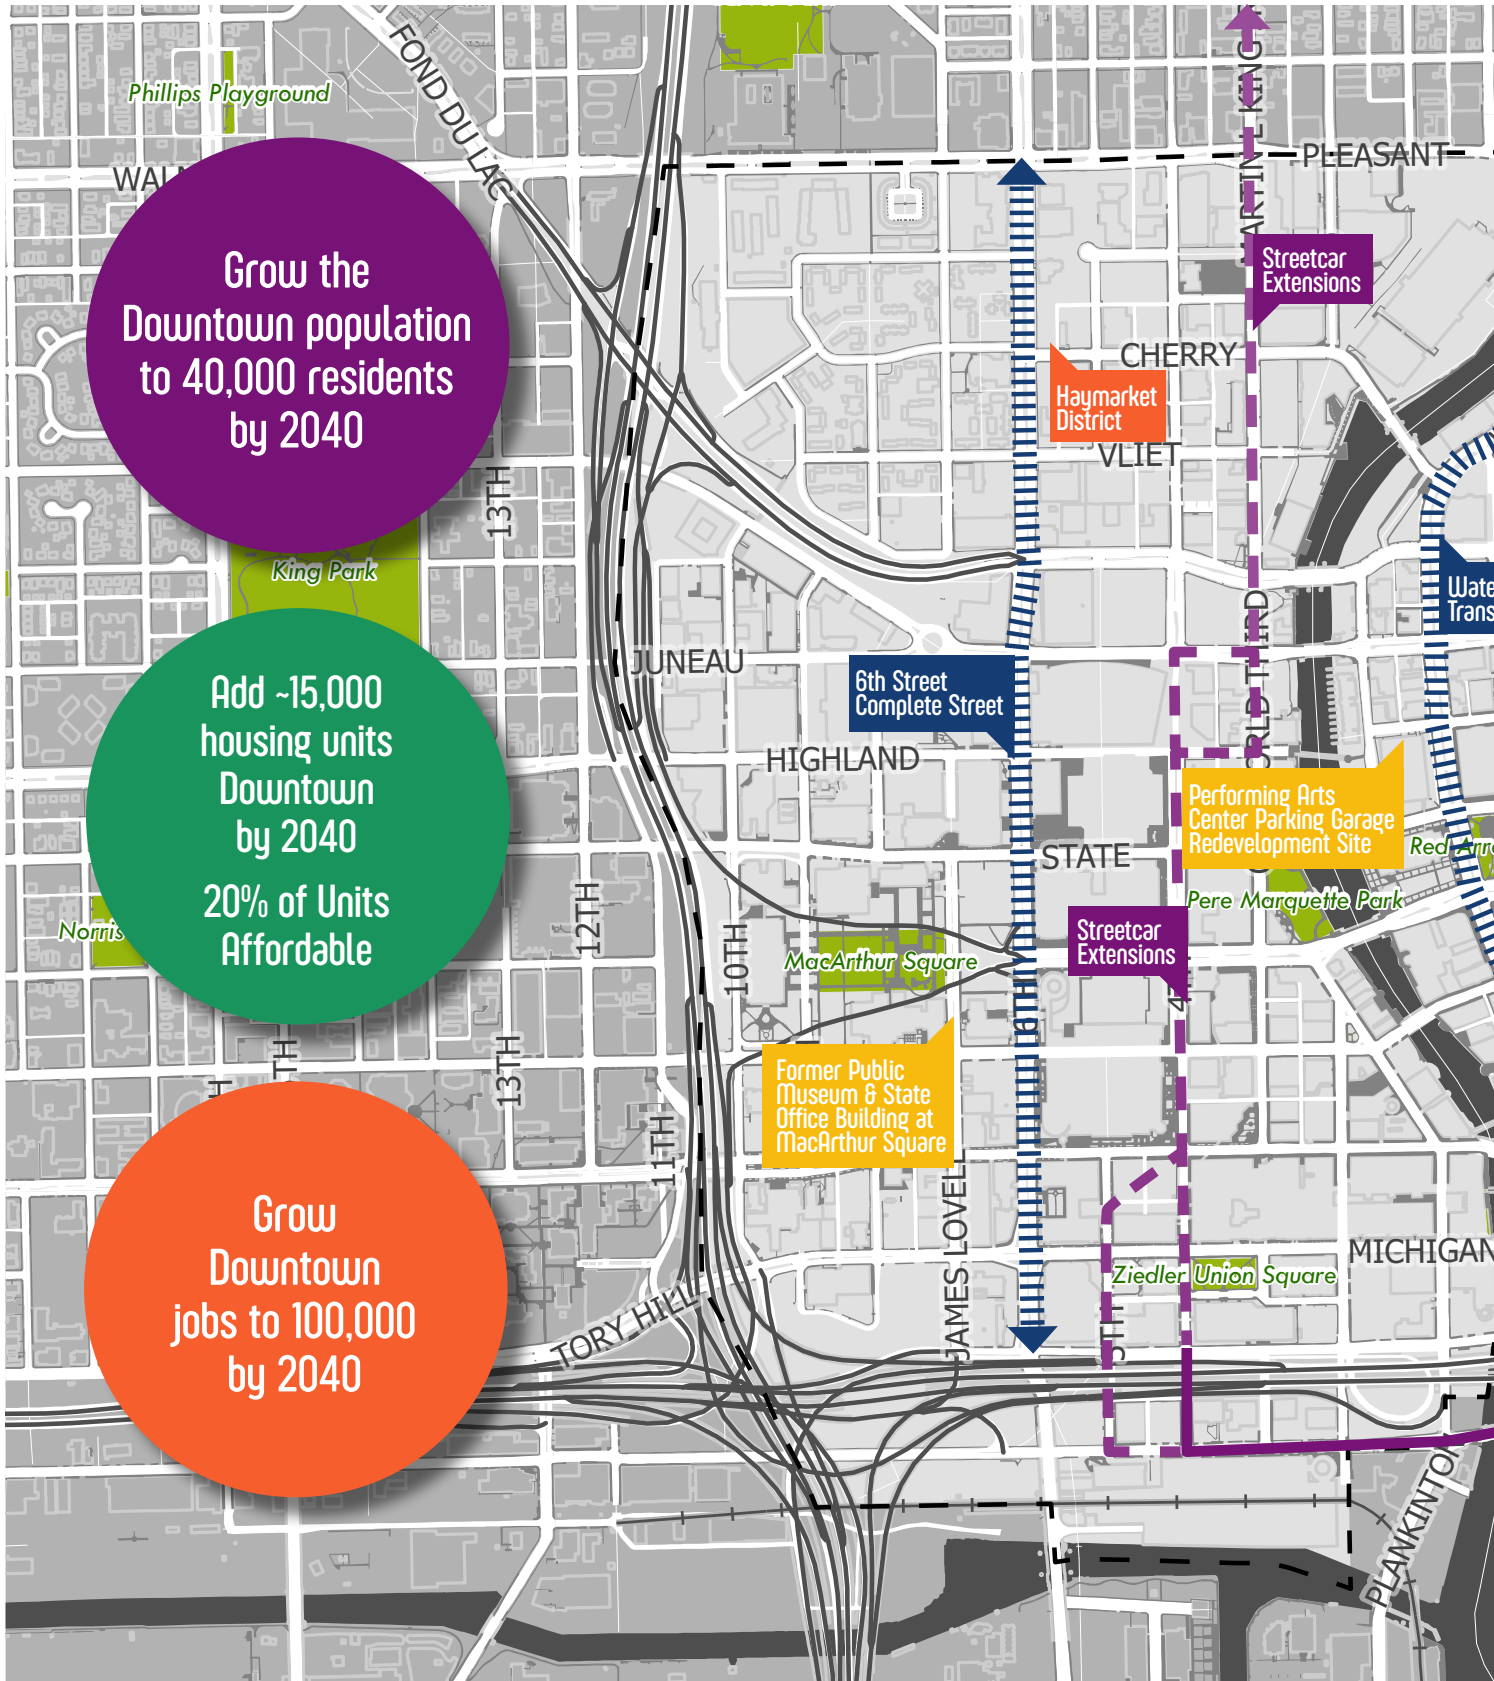 FOND DU LAC
MARTIN L KING
Phillips Playground
PLEASANT
Grow the
Downtown population
to 40,000 residents
by 2040
Streetcar
Extensions
CHERRY
Haymarket
District
VLIET
13TH
King Park
JUNEAU
6th Street
Complete Street
HIGHLAND
Add ~15,000
housing units
Downtown
by 2040
20% of Units
Affordable
Performing Arts
Center Parking Garage
Redevelopment Site
STATE
Pere Marquette Park
Norris
12TH
10TH
MacArthur Square
Streetcar
Extensions
13TH
11TH
Former Public
Museum & State
Office Building at
MacArthur Square
JAMES LOVELL
Grow
Downtown
jobs to 100,000
by 2040
MICHIGAN
Ziedler Union Square
5TH
TORY HILL
PLANKINTON